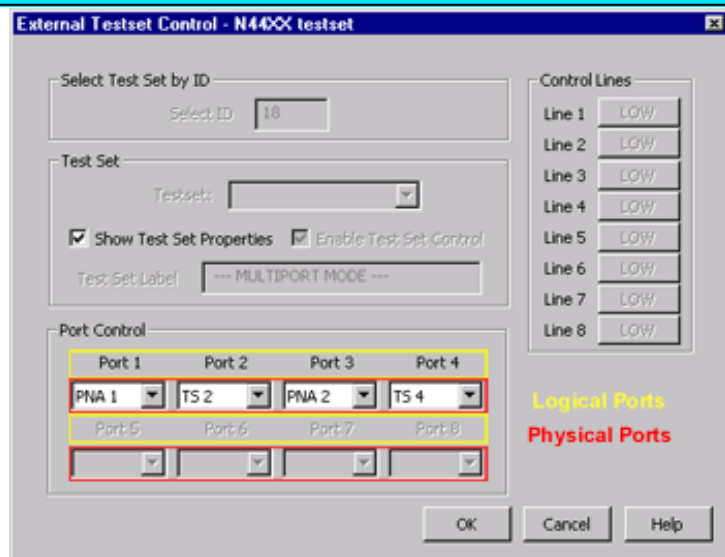 External Testset Control - N44XX testset
Select Test Set by ID
Select ID 18
Test Set
Testset:
Show Test Set Properties Enable Test Set Control
Test Set Label --- MULTIPORT MODE ---
Port Control
Port 1 Port 2 Port 3 Port 4
PNA 1 TS 2 PNA 2 TS 4
Port 5 Port 6 Port 7 Port 8
Control Lines
Line 1 LOW
Line 2 LOW
Line 3 LOW
Line 4 LOW
Line 5 LOW
Line 6 LOW
Line 7 LOW
Line 8 LOW
Logical Ports
Physical Ports
OK Cancel Help